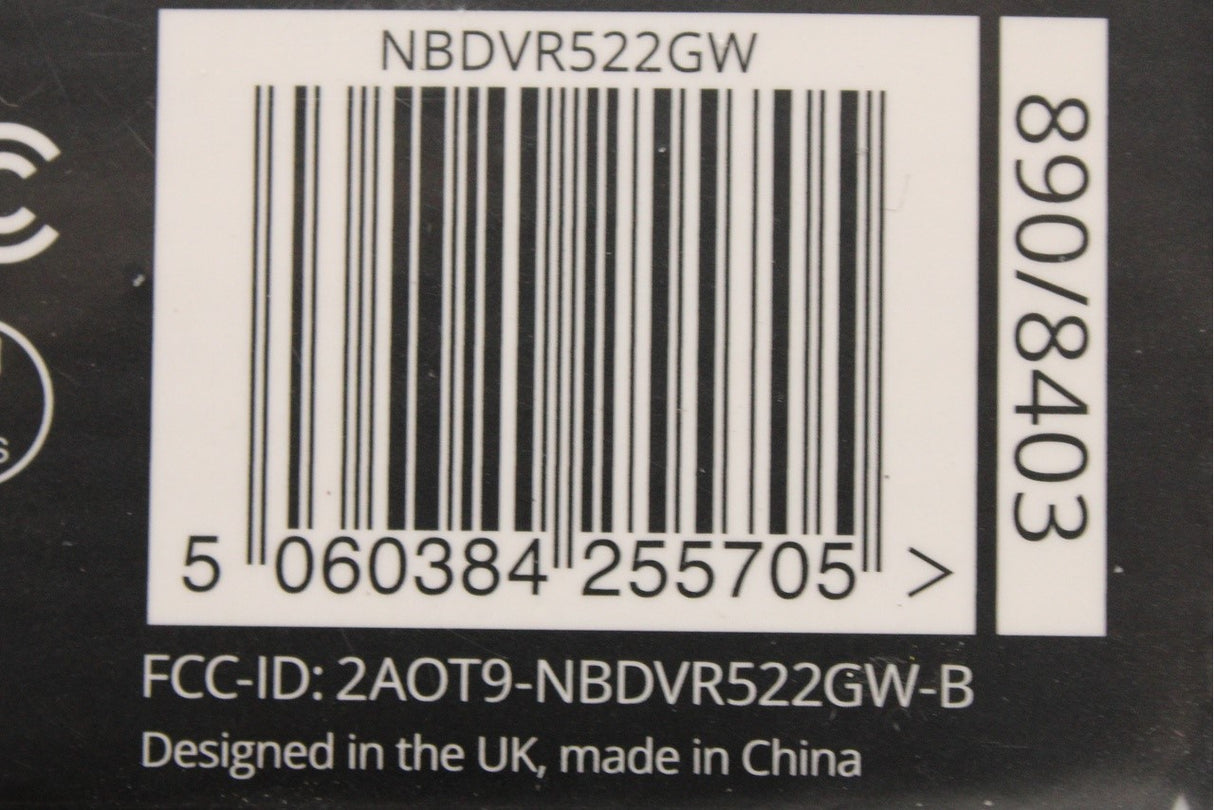 NBDVR522GW
5 060384 255705 >
890/8403
FCC-ID: 2AOT9-NBDVR522GW-B
Designed in the UK, made in China